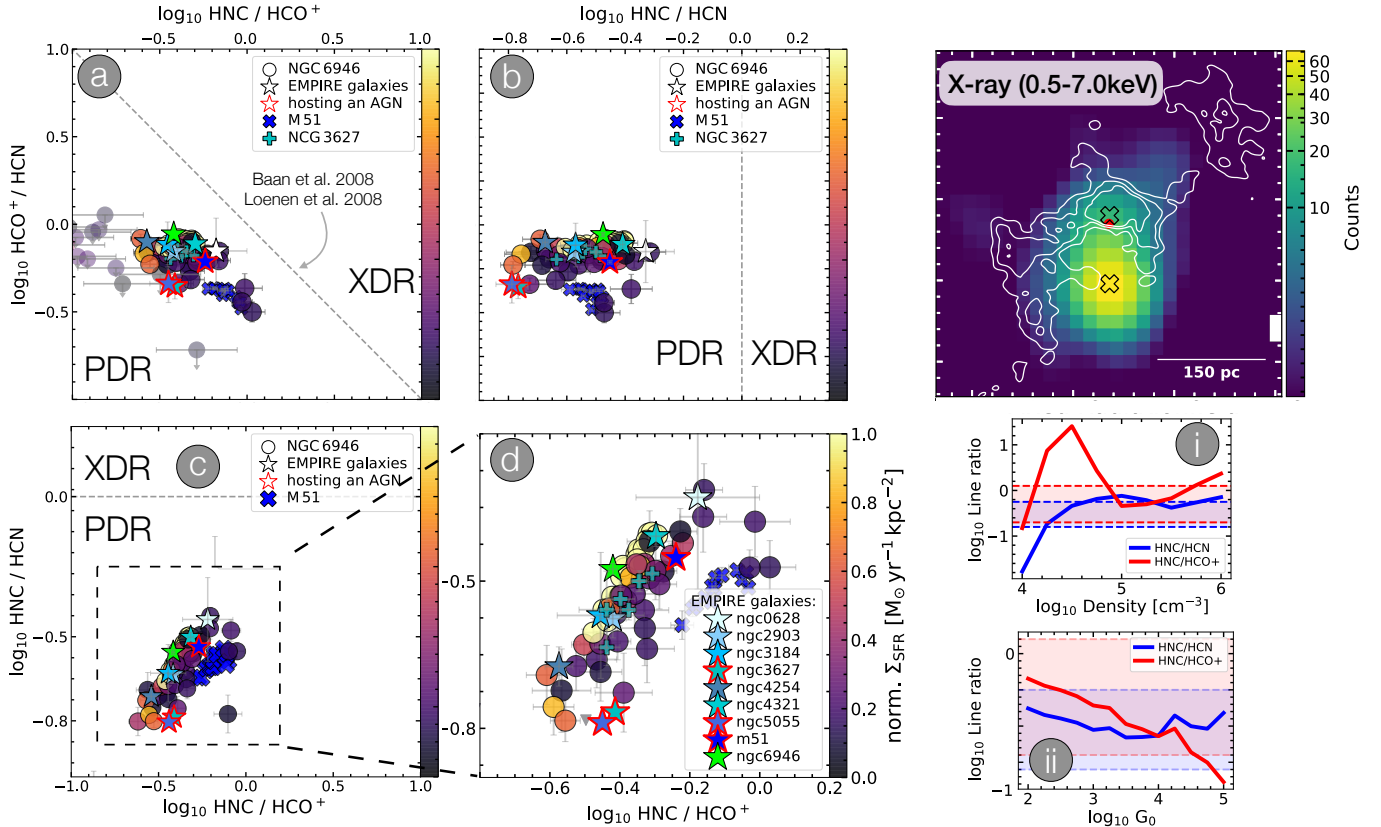 log₁₀ HNC / HCO⁺
−0.5 0.0
log₁₀ HNC / HCN
−0.8 −0.6 −0.4 −0.2 0.0 0.2
1.0
0.5
0.0
−0.5
log₁₀ HCO⁺ / HCN
a
NGC 6946
EMPIRE galaxies
hosting an AGN
M 51
NCG 3627
Baan et al. 2008
Loenen et al. 2008
XDR
PDR
b
NGC 6946
EMPIRE galaxies
hosting an AGN
M 51
NGC 3627
PDR
XDR
X-ray (0.5-7.0keV)
150 pc
60
50
40
30
20
10
Counts
c
XDR
PDR
NGC 6946
EMPIRE galaxies
hosting an AGN
M 51
0.0
−0.5
−0.8
log₁₀ HNC / HCN
−1.0 −0.5 0.0 0.5 1.0
log₁₀ HNC / HCO⁺
d
−0.5
−0.8
EMPIRE galaxies:
ngc0628
ngc2903
ngc3184
ngc3627
ngc4254
ngc4321
ngc5055
m51
ngc6946
−0.6 −0.4 −0.2 0.0 0.2
log₁₀ HNC / HCO⁺
1.0
0.8
0.6
0.4
0.2
0.0
norm. Σ_SFR [M⊙ yr⁻¹ kpc⁻²]
i
1
0
−1
log₁₀ Line ratio
HNC/HCN
HNC/HCO+
4 5 6
log₁₀ Density [cm⁻³]
ii
0
−1
log₁₀ Line ratio
HNC/HCN
HNC/HCO+
2 3 4 5
log₁₀ G₀